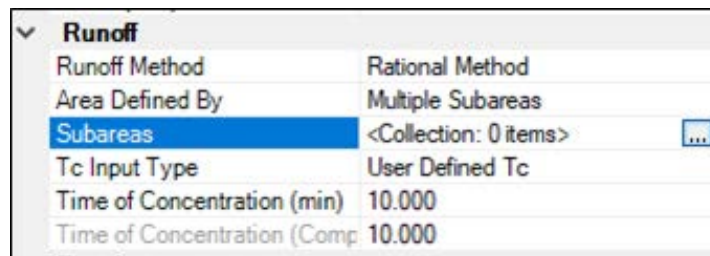 Runoff
Runoff Method Rational Method
Area Defined By Multiple Subareas
Subareas <Collection: 0 items> ...
Tc Input Type User Defined Tc
Time of Concentration (min) 10.000
Time of Concentration (Comp 10.000